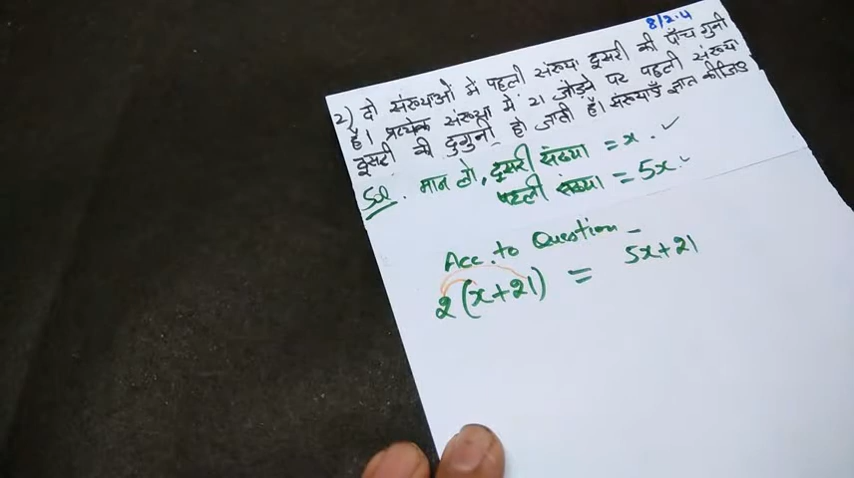 8/2.4
2) दो संख्याओं में पहली संख्या दूसरी की पाँच गुनी
है। प्रत्येक संख्या में 21 जोड़ने पर पहली संख्या
दूसरी की दुगुनी हो जाती है। संख्याएँ ज्ञात कीजिए
Sol. मान लो, दूसरी संख्या = x.
पहली संख्या = 5x.
Acc. to Question -
2(x+21) = 5x+21